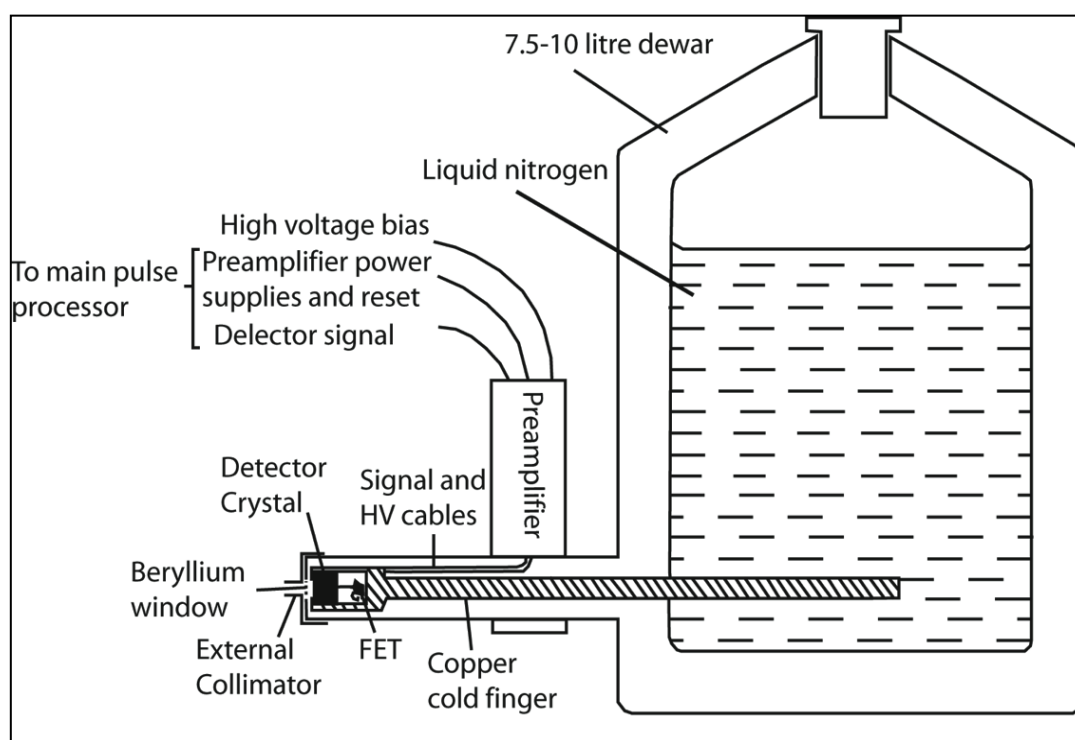 7.5-10 litre dewar
Liquid nitrogen
High voltage bias
To main pulse
processor
Preamplifier power
supplies and reset
Delector signal
Preamplifier
Detector
Crystal
Signal and
HV cables
Beryllium
window
External
Collimator
FET
Copper
cold finger